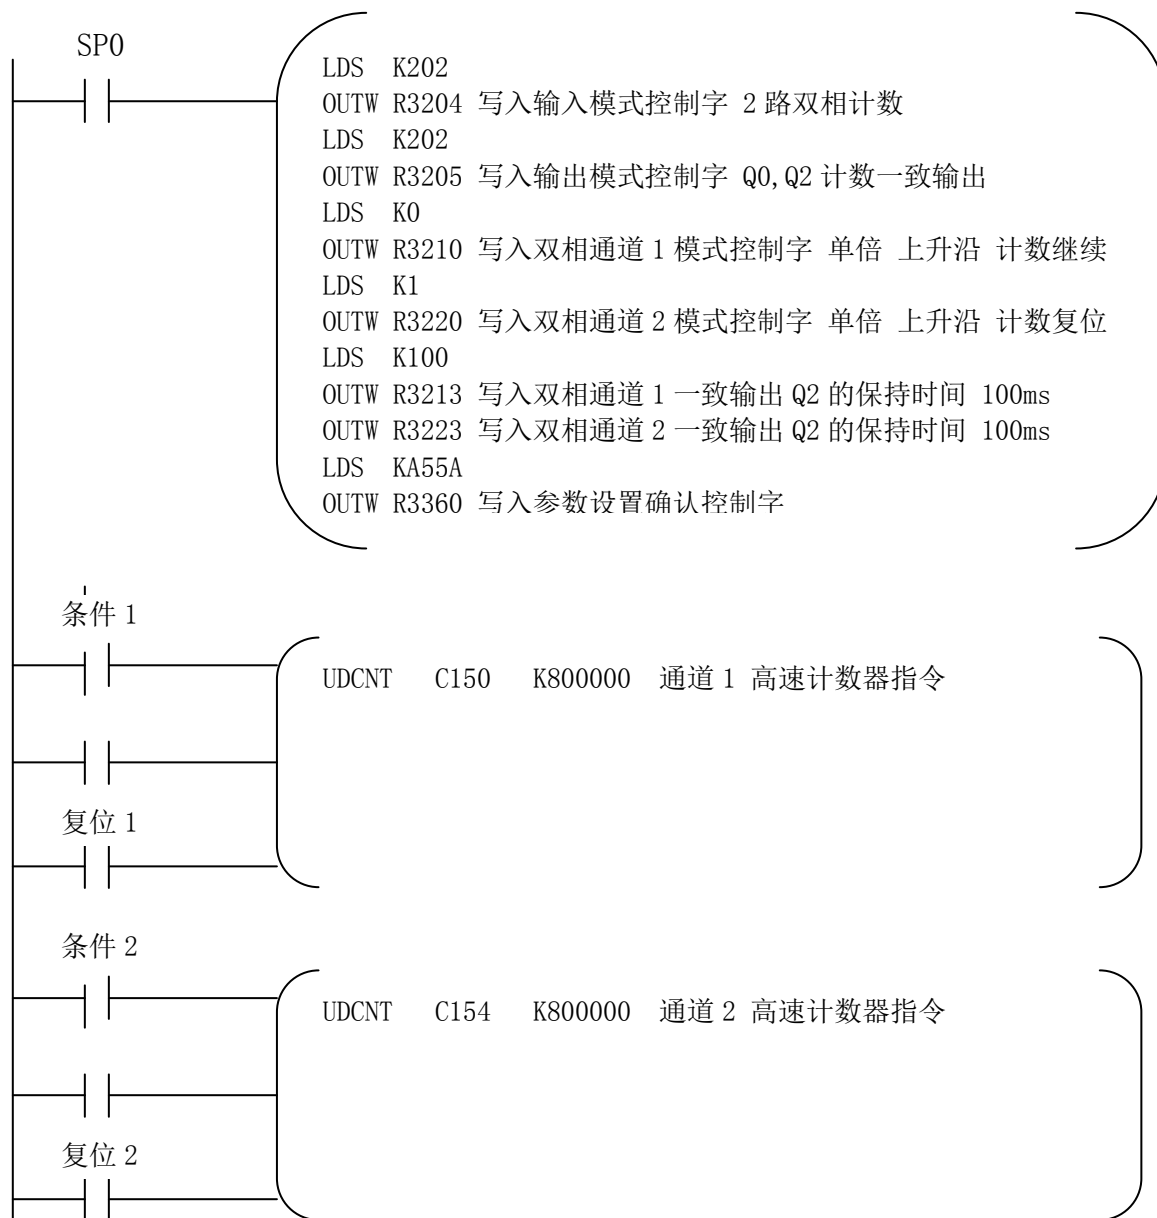 SP0
LDS K202
OUTW R3204 写入输入模式控制字 2路双相计数
LDS K202
OUTW R3205 写入输出模式控制字 Q0,Q2计数一致输出
LDS K0
OUTW R3210 写入双相通道1模式控制字 单倍 上升沿 计数继续
LDS K1
OUTW R3220 写入双相通道2模式控制字 单倍 上升沿 计数复位
LDS K100
OUTW R3213 写入双相通道1一致输出Q2的保持时间 100ms
OUTW R3223 写入双相通道2一致输出Q2的保持时间 100ms
LDS KA55A
OUTW R3360 写入参数设置确认控制字
条件1
UDCNT C150 K800000 通道1 高速计数器指令
复位1
条件2
UDCNT C154 K800000 通道2 高速计数器指令
复位2